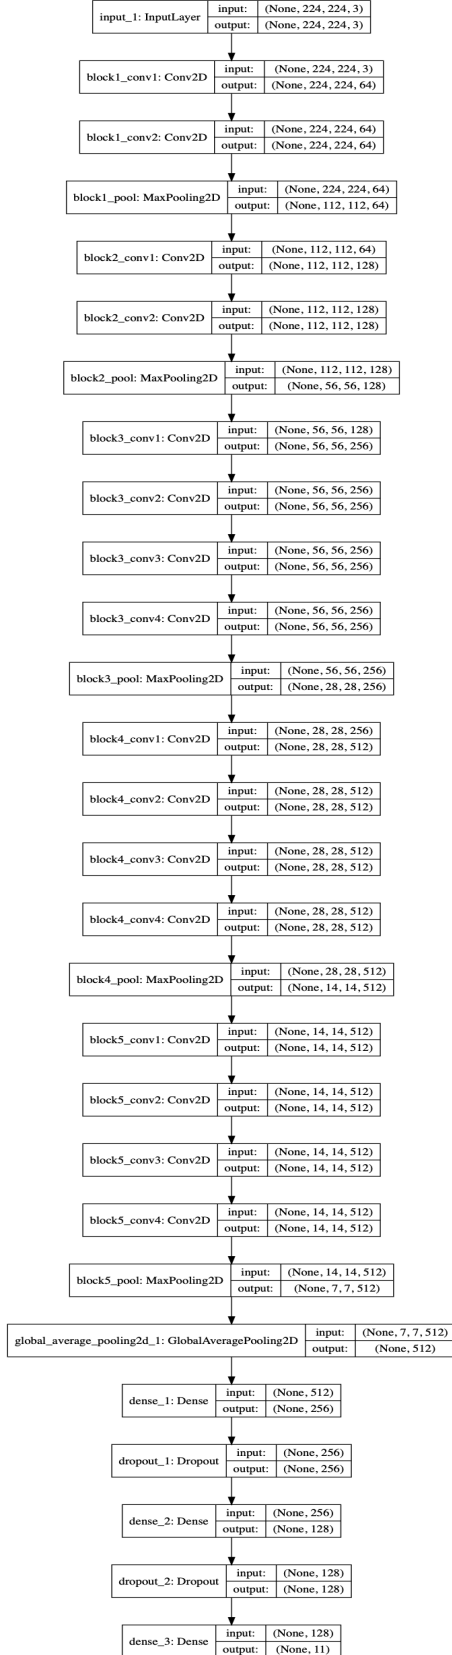 input_1: InputLayer
input: (None, 224, 224, 3)
output: (None, 224, 224, 3)
block1_conv1: Conv2D
input: (None, 224, 224, 3)
output: (None, 224, 224, 64)
block1_conv2: Conv2D
input: (None, 224, 224, 64)
output: (None, 224, 224, 64)
block1_pool: MaxPooling2D
input: (None, 224, 224, 64)
output: (None, 112, 112, 64)
block2_conv1: Conv2D
input: (None, 112, 112, 64)
output: (None, 112, 112, 128)
block2_conv2: Conv2D
input: (None, 112, 112, 128)
output: (None, 112, 112, 128)
block2_pool: MaxPooling2D
input: (None, 112, 112, 128)
output: (None, 56, 56, 128)
block3_conv1: Conv2D
input: (None, 56, 56, 128)
output: (None, 56, 56, 256)
block3_conv2: Conv2D
input: (None, 56, 56, 256)
output: (None, 56, 56, 256)
block3_conv3: Conv2D
input: (None, 56, 56, 256)
output: (None, 56, 56, 256)
block3_conv4: Conv2D
input: (None, 56, 56, 256)
output: (None, 56, 56, 256)
block3_pool: MaxPooling2D
input: (None, 56, 56, 256)
output: (None, 28, 28, 256)
block4_conv1: Conv2D
input: (None, 28, 28, 256)
output: (None, 28, 28, 512)
block4_conv2: Conv2D
input: (None, 28, 28, 512)
output: (None, 28, 28, 512)
block4_conv3: Conv2D
input: (None, 28, 28, 512)
output: (None, 28, 28, 512)
block4_conv4: Conv2D
input: (None, 28, 28, 512)
output: (None, 28, 28, 512)
block4_pool: MaxPooling2D
input: (None, 28, 28, 512)
output: (None, 14, 14, 512)
block5_conv1: Conv2D
input: (None, 14, 14, 512)
output: (None, 14, 14, 512)
block5_conv2: Conv2D
input: (None, 14, 14, 512)
output: (None, 14, 14, 512)
block5_conv3: Conv2D
input: (None, 14, 14, 512)
output: (None, 14, 14, 512)
block5_conv4: Conv2D
input: (None, 14, 14, 512)
output: (None, 14, 14, 512)
block5_pool: MaxPooling2D
input: (None, 14, 14, 512)
output: (None, 7, 7, 512)
global_average_pooling2d_1: GlobalAveragePooling2D
input: (None, 7, 7, 512)
output: (None, 512)
dense_1: Dense
input: (None, 512)
output: (None, 256)
dropout_1: Dropout
input: (None, 256)
output: (None, 256)
dense_2: Dense
input: (None, 256)
output: (None, 128)
dropout_2: Dropout
input: (None, 128)
output: (None, 128)
dense_3: Dense
input: (None, 128)
output: (None, 11)